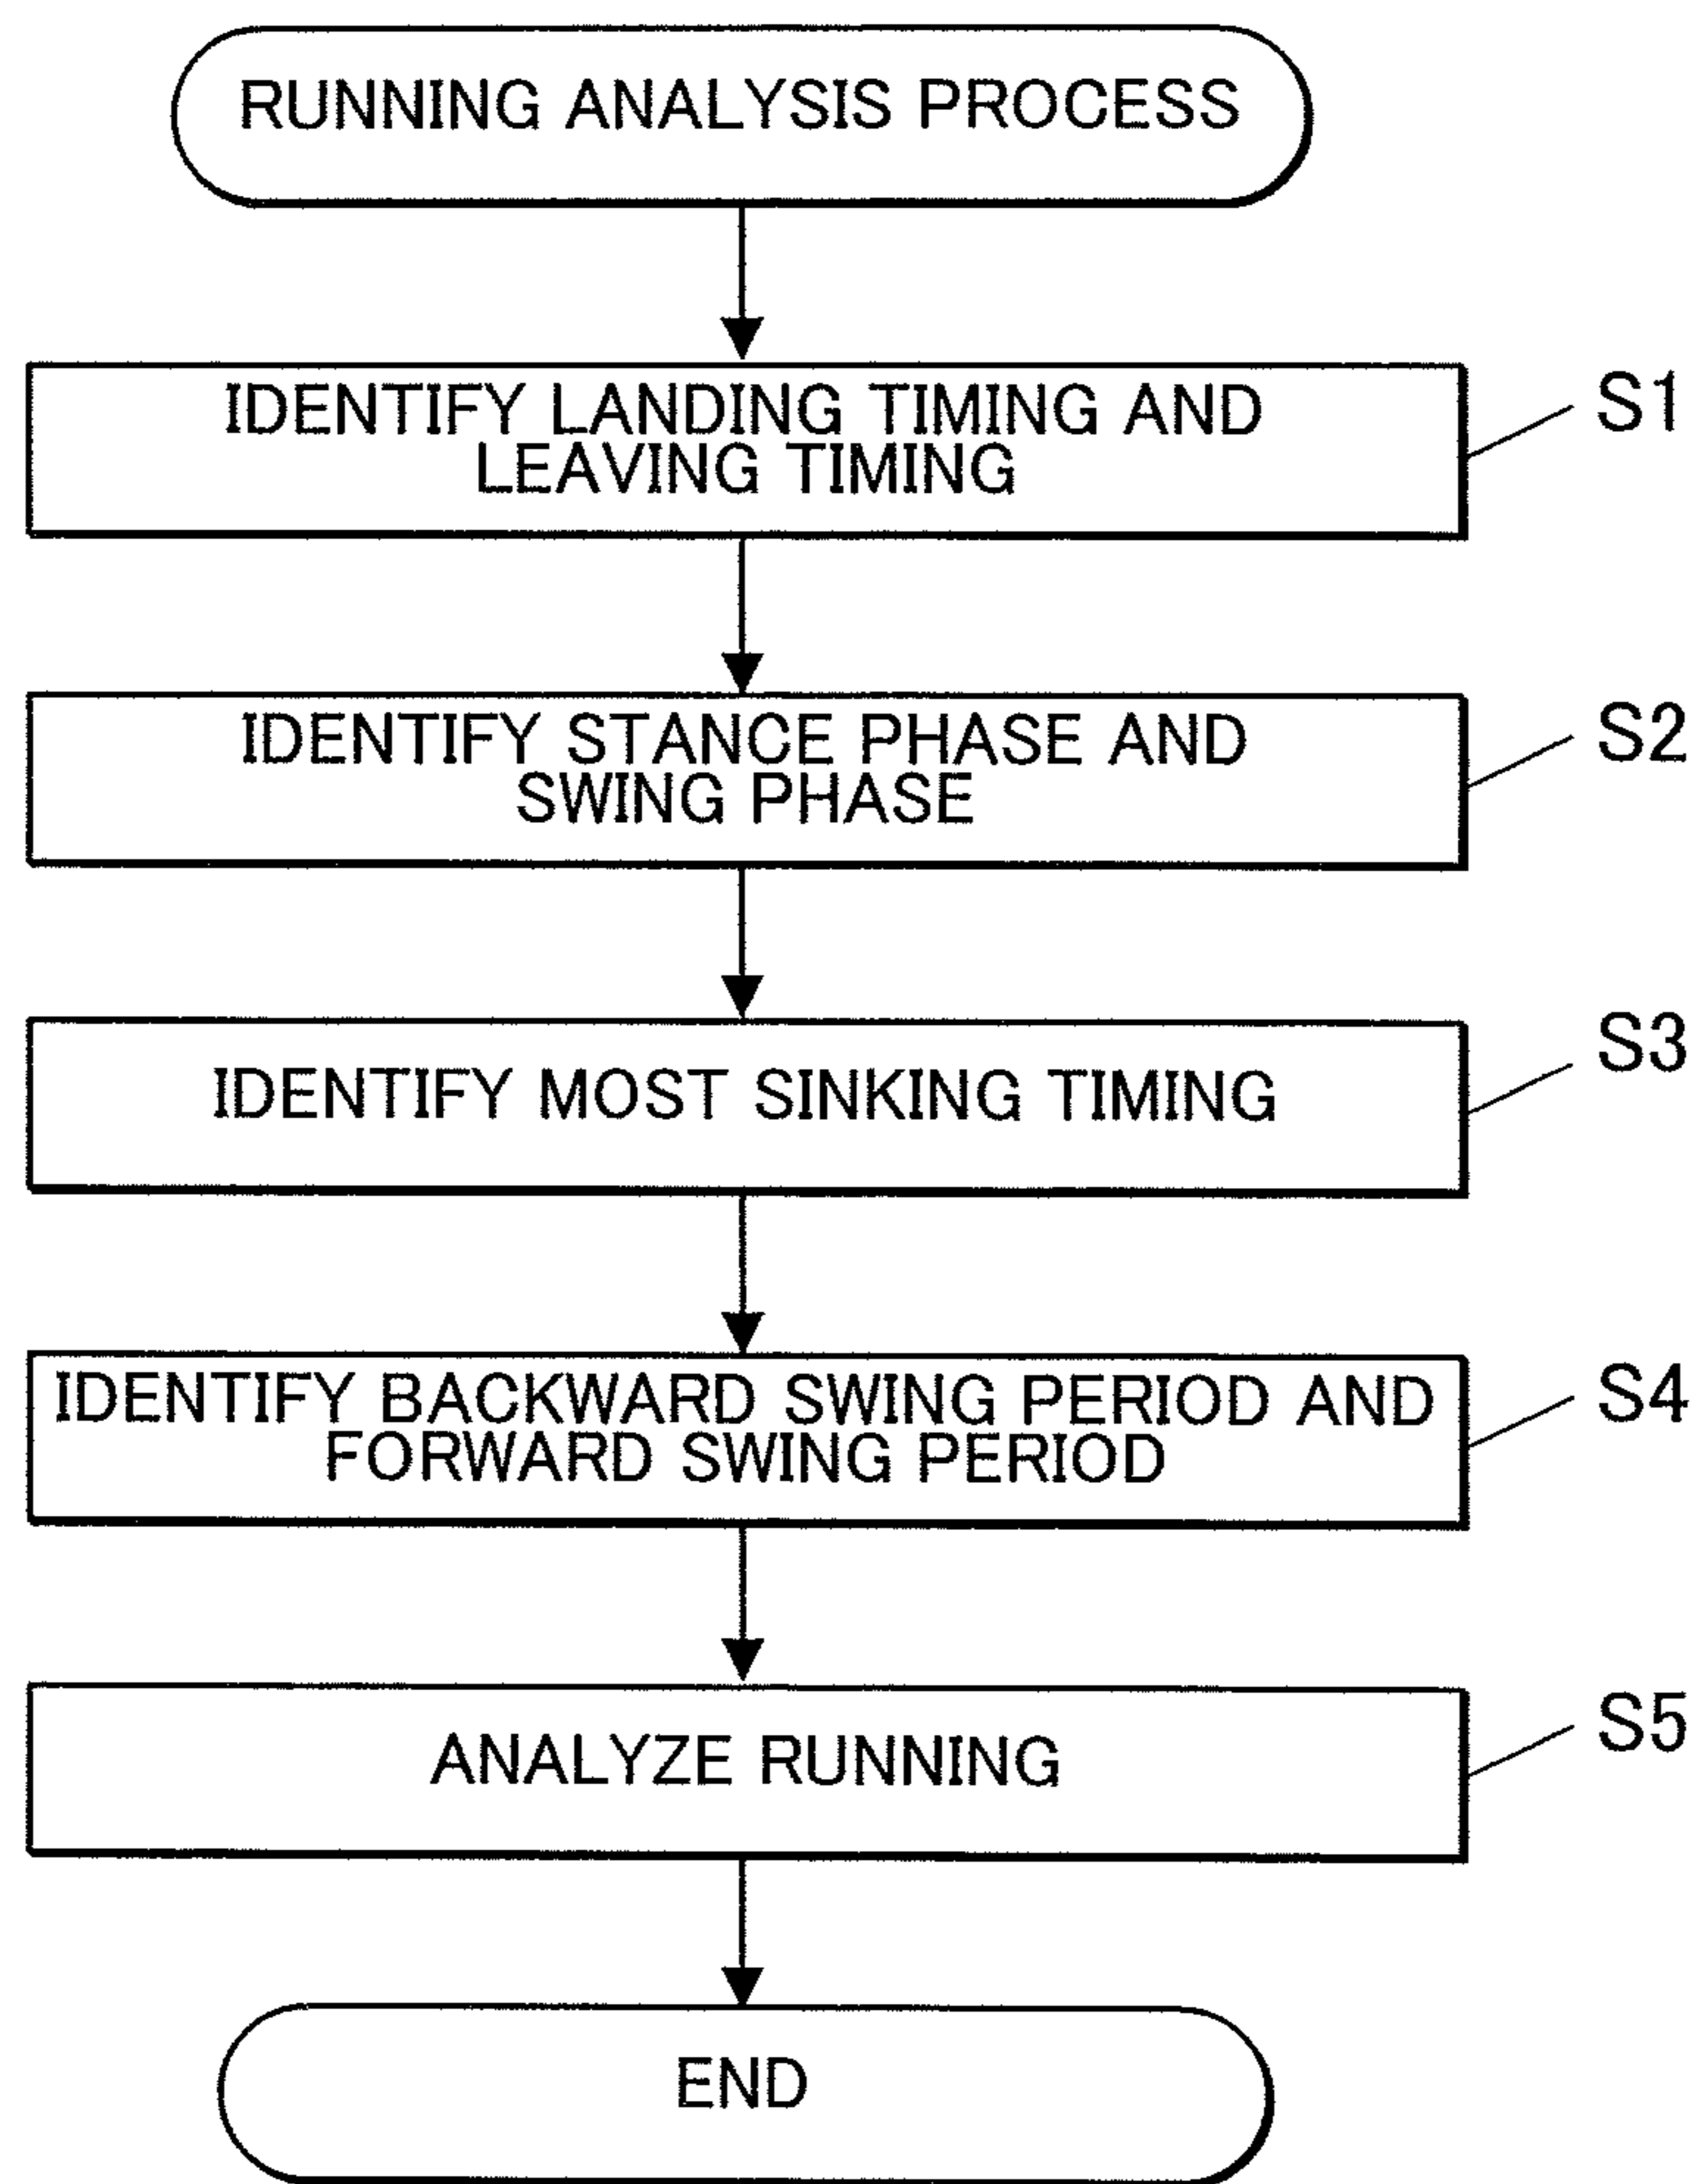 RUNNING ANALYSIS PROCESS
IDENTIFY LANDING TIMING AND
LEAVING TIMING
S1
IDENTIFY STANCE PHASE AND
SWING PHASE
S2
IDENTIFY MOST SINKING TIMING
S3
IDENTIFY BACKWARD SWING PERIOD AND
FORWARD SWING PERIOD
S4
ANALYZE RUNNING
S5
END